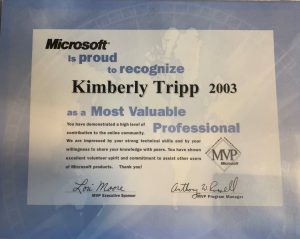 Microsoft®
is proud
to recognize
Kimberly Tripp 2003
as a Most Valuable
Professional
You have demonstrated a high level of
contribution to the online community.
We are impressed by your strong technical skills and by your
willingness to share your knowledge with peers. You have shown
excellent volunteer spirit and commitment to assist other users
of Microsoft products. Thank you!
MVP
Microsoft
Lori Moore
MVP Executive Sponsor
MVP Program Manager